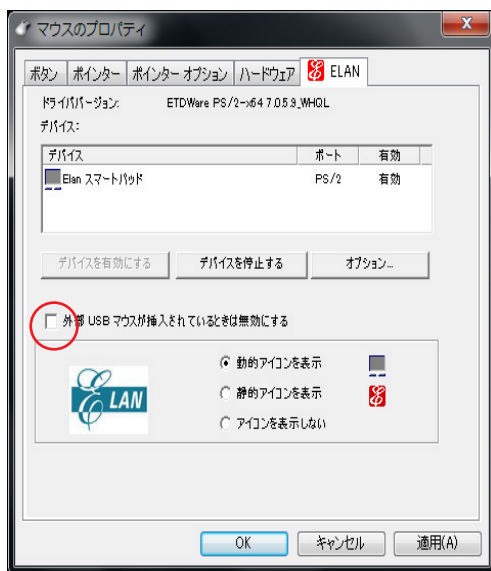 マウスのプロパティ
ボタン ポインター ポインター オプション ハードウェア ELAN
ドライババージョン: ETDWare PS/2-x64 7.0.5.9_WHQL
デバイス:
デバイス ポート 有効
Elan スマートパッド PS/2 有効
デバイスを有効にする デバイスを停止する オプション...
外部 USB マウスが挿入されているときは無効にする
動的アイコンを表示
ELAN 静的アイコンを表示
アイコンを表示しない
OK キャンセル 適用(A)